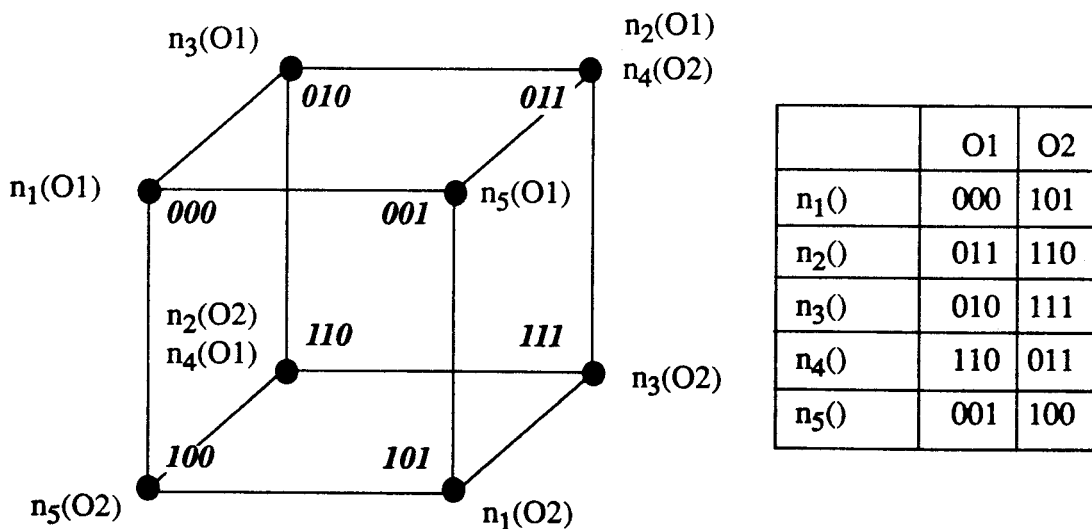 n₃(O1)
n₂(O1)
n₄(O2)
010
011
n₁(O1)
000
001
n₅(O1)
n₂(O2)
n₄(O1)
110
111
n₃(O2)
100
101
n₅(O2)
n₁(O2)
O1 O2
n₁() 000 101
n₂() 011 110
n₃() 010 111
n₄() 110 011
n₅() 001 100